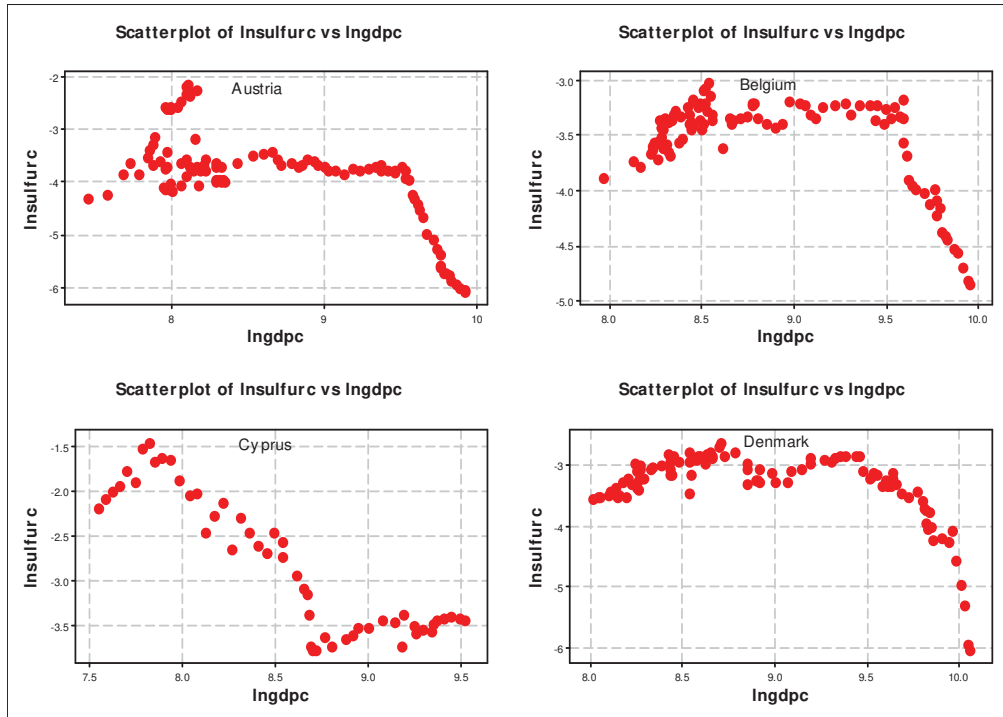 Scatterplot of lnsulfurc vs lngdpc
Austria
lnsulfurc
-2
-3
-4
-5
-6
8
9
10
lngdpc
Scatterplot of lnsulfurc vs lngdpc
Belgium
lnsulfurc
-3.0
-3.5
-4.0
-4.5
-5.0
8.0
8.5
9.0
9.5
10.0
lngdpc
Scatterplot of lnsulfurc vs lngdpc
Cyprus
lnsulfurc
-1.5
-2.0
-2.5
-3.0
-3.5
7.5
8.0
8.5
9.0
9.5
lngdpc
Scatterplot of lnsulfurc vs lngdpc
Denmark
lnsulfurc
-3
-4
-5
-6
8.0
8.5
9.0
9.5
10.0
lngdpc